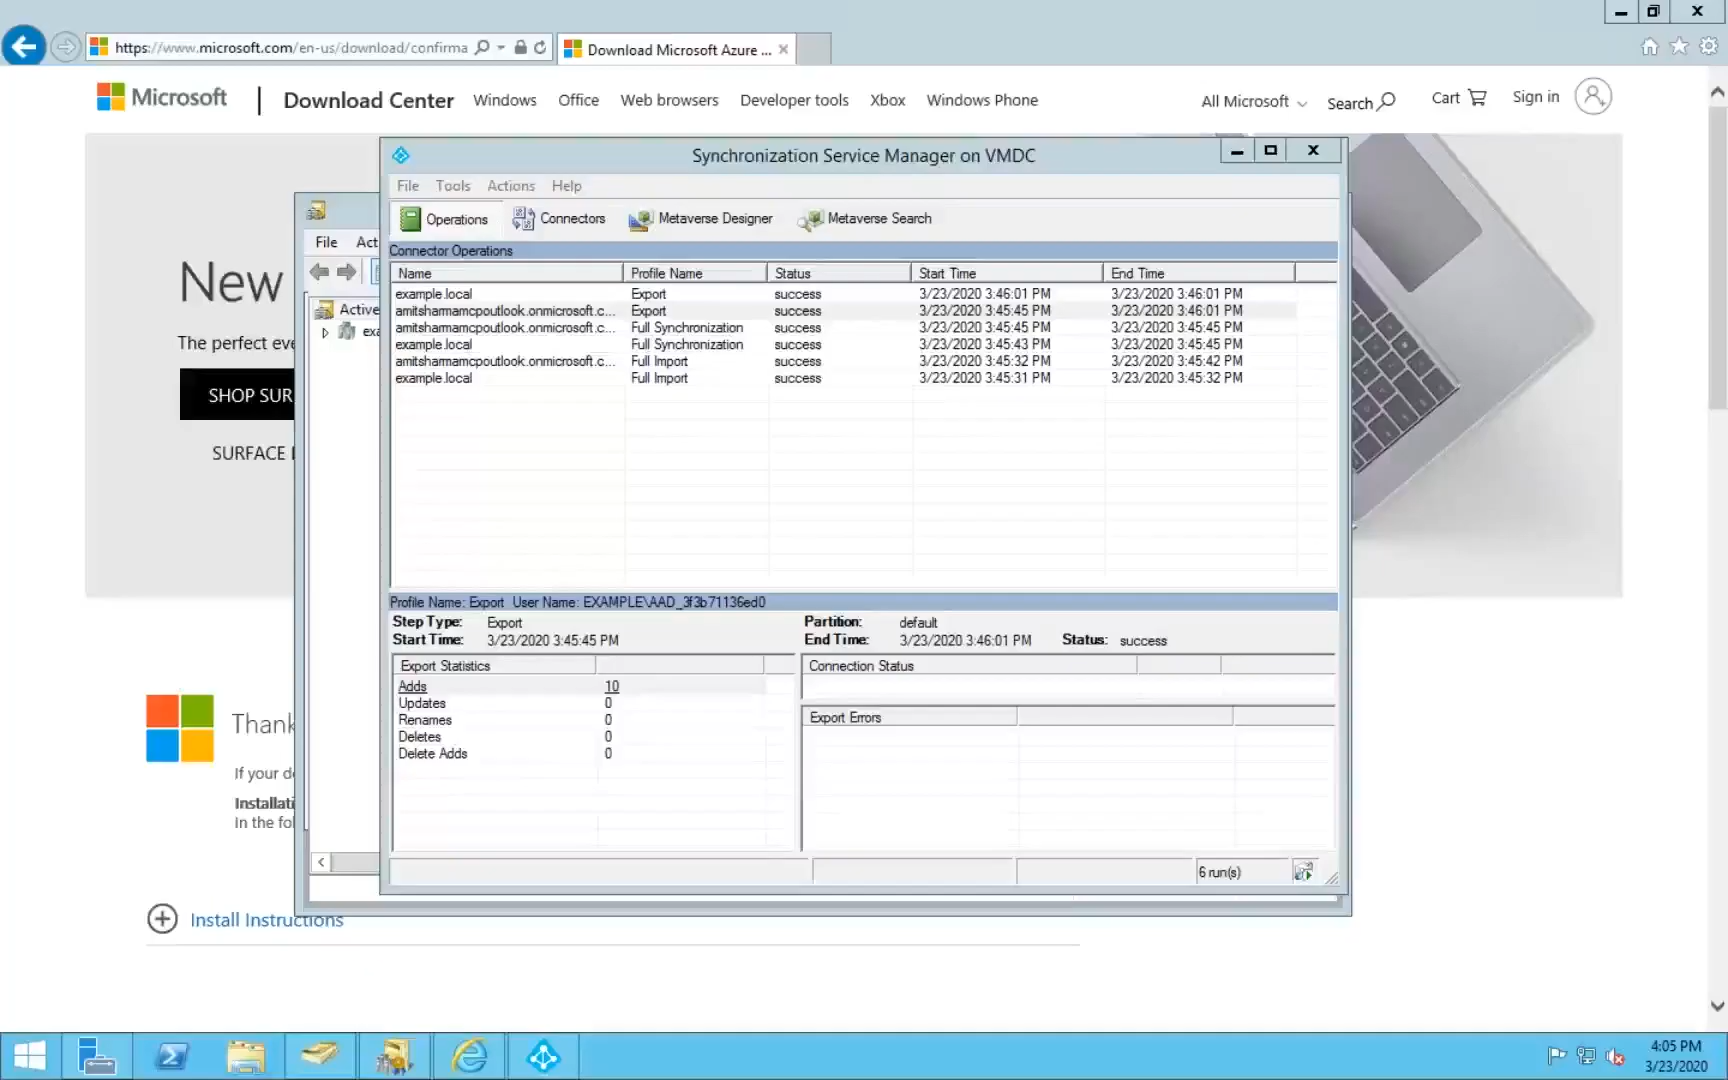 https://www.microsoft.com/en-us/download/confirma
Download Microsoft Azure ...
Microsoft
Download Center
Windows
Office
Web browsers
Developer tools
Xbox
Windows Phone
All Microsoft
Search
Cart
Sign in
New
The perfect eve
SHOP SUR
SURFACE
File
Act
Active
exa
Synchronization Service Manager on VMDC
File Tools Actions Help
Operations
Connectors
Metaverse Designer
Metaverse Search
Connector Operations
Name Profile Name Status Start Time End Time
example.local Export success 3/23/2020 3:46:01 PM 3/23/2020 3:46:01 PM
amitsharmamcpoutlook.onmicrosoft.c... Export success 3/23/2020 3:45:45 PM 3/23/2020 3:46:01 PM
amitsharmamcpoutlook.onmicrosoft.c... Full Synchronization success 3/23/2020 3:45:45 PM 3/23/2020 3:45:45 PM
example.local Full Synchronization success 3/23/2020 3:45:43 PM 3/23/2020 3:45:45 PM
amitsharmamcpoutlook.onmicrosoft.c... Full Import success 3/23/2020 3:45:32 PM 3/23/2020 3:45:42 PM
example.local Full Import success 3/23/2020 3:45:31 PM 3/23/2020 3:45:32 PM
Profile Name: Export User Name: EXAMPLE\AAD_3f3b71136ed0
Step Type: Export Partition: default
Start Time: 3/23/2020 3:45:45 PM End Time: 3/23/2020 3:46:01 PM Status: success
Export Statistics
Adds 10
Updates 0
Renames 0
Deletes 0
Delete Adds 0
Connection Status
Export Errors
6 run(s)
Thank
If your do
Installati
In the fol
Install Instructions
4:05 PM
3/23/2020